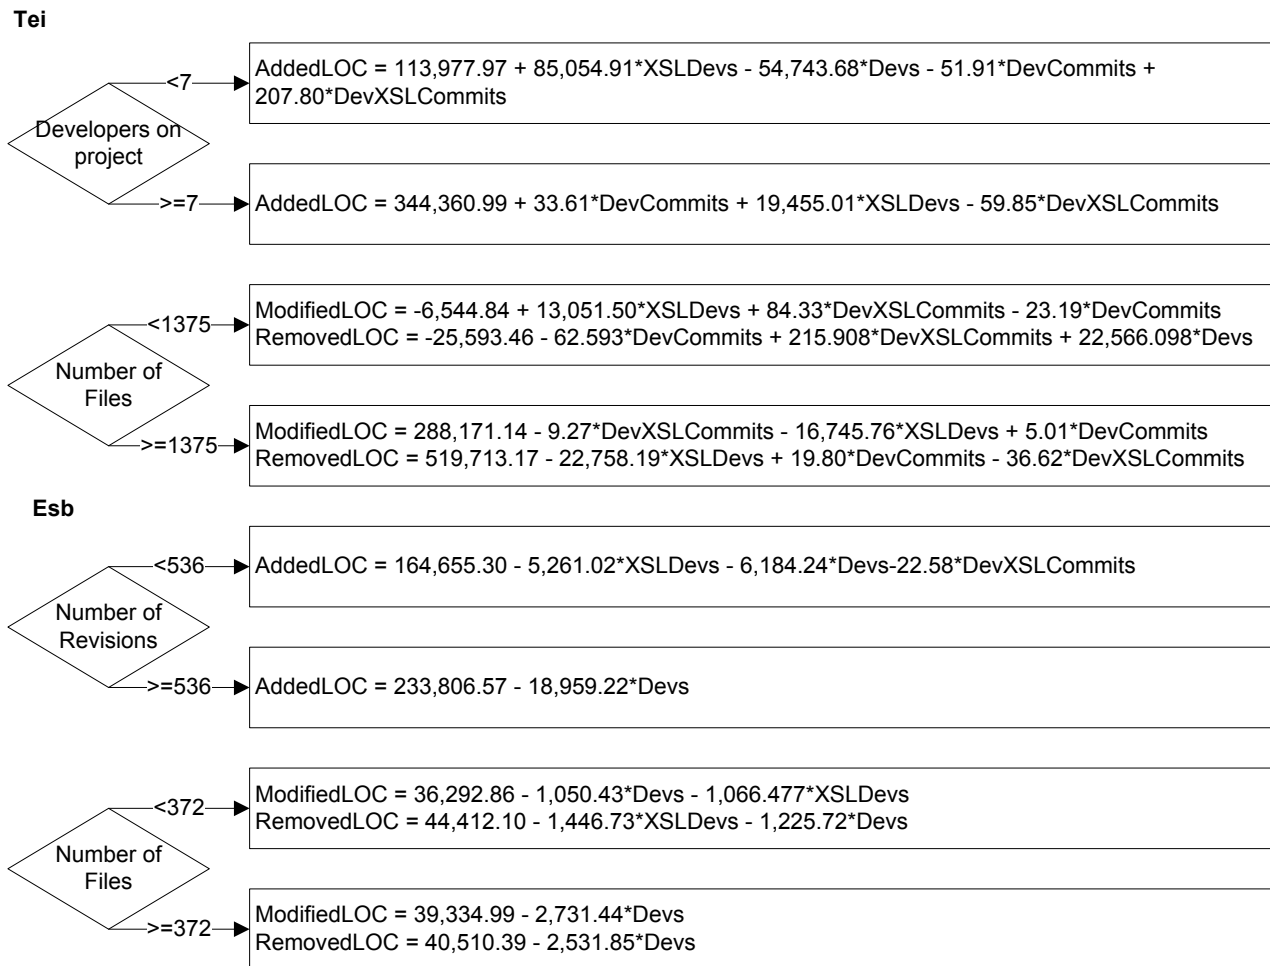 Tei
<7
AddedLOC = 113,977.97 + 85,054.91*XSLDevs - 54,743.68*Devs - 51.91*DevCommits +
207.80*DevXSLCommits
Developers on
project
>=7
AddedLOC = 344,360.99 + 33.61*DevCommits + 19,455.01*XSLDevs - 59.85*DevXSLCommits
<1375
ModifiedLOC = -6,544.84 + 13,051.50*XSLDevs + 84.33*DevXSLCommits - 23.19*DevCommits
RemovedLOC = -25,593.46 - 62.593*DevCommits + 215.908*DevXSLCommits + 22,566.098*Devs
Number of
Files
>=1375
ModifiedLOC = 288,171.14 - 9.27*DevXSLCommits - 16,745.76*XSLDevs + 5.01*DevCommits
RemovedLOC = 519,713.17 - 22,758.19*XSLDevs + 19.80*DevCommits - 36.62*DevXSLCommits
Esb
<536
AddedLOC = 164,655.30 - 5,261.02*XSLDevs - 6,184.24*Devs-22.58*DevXSLCommits
Number of
Revisions
>=536
AddedLOC = 233,806.57 - 18,959.22*Devs
<372
ModifiedLOC = 36,292.86 - 1,050.43*Devs - 1,066.477*XSLDevs
RemovedLOC = 44,412.10 - 1,446.73*XSLDevs - 1,225.72*Devs
Number of
Files
>=372
ModifiedLOC = 39,334.99 - 2,731.44*Devs
RemovedLOC = 40,510.39 - 2,531.85*Devs